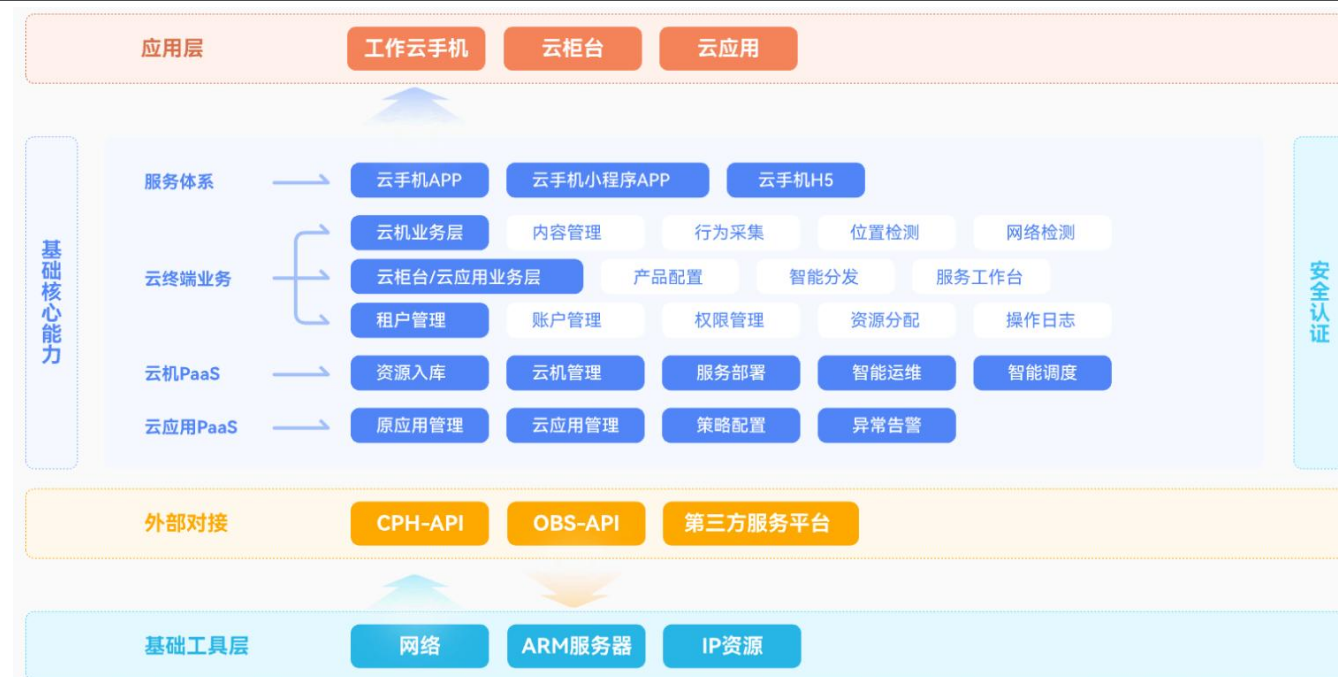 应用层 工作云手机 云柜台 云应用
基础核心能力
服务体系 云手机APP 云手机小程序APP 云手机H5
云机业务层 内容管理 行为采集 位置检测 网络检测
云终端业务 云柜台/云应用业务层 产品配置 智能分发 服务工作台
租户管理 账户管理 权限管理 资源分配 操作日志
云机PaaS 资源入库 云机管理 服务部署 智能运维 智能调度
云应用PaaS 原应用管理 云应用管理 策略配置 异常告警
安全认证
外部对接 CPH-API OBS-API 第三方服务平台
基础工具层 网络 ARM服务器 IP资源